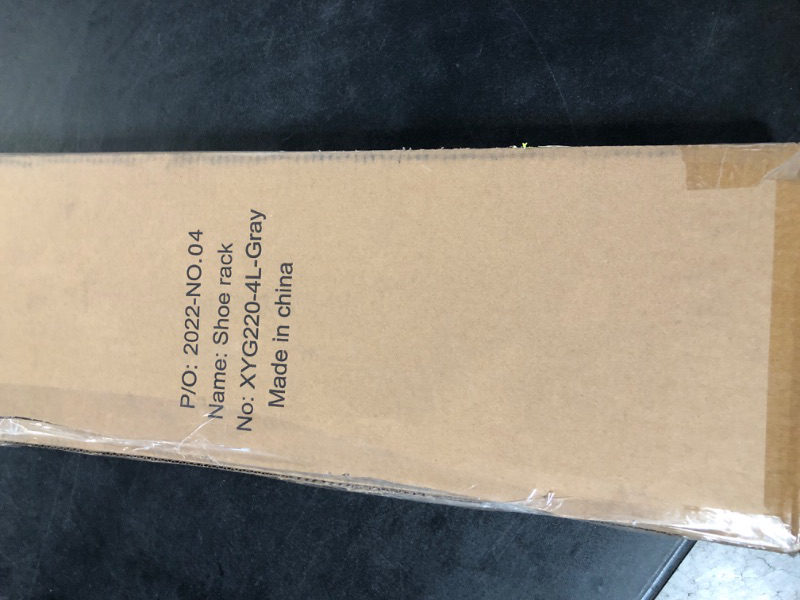 P/O: 2022-NO.04
Name: Shoe rack
No: XYG220-4L-Gray
Made in china